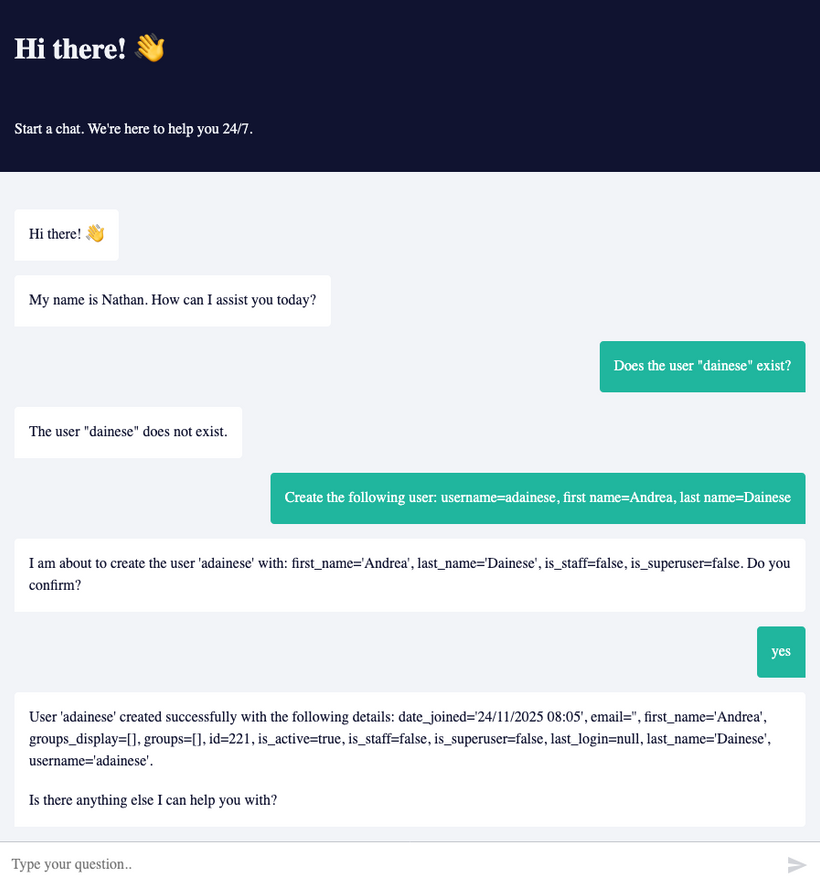 Hi there! 👋
Start a chat. We're here to help you 24/7.
Hi there! 👋
My name is Nathan. How can I assist you today?
Does the user "dainese" exist?
The user "dainese" does not exist.
Create the following user: username=adainese, first name=Andrea, last name=Dainese
I am about to create the user 'adainese' with: first_name='Andrea', last_name='Dainese', is_staff=false, is_superuser=false. Do you
confirm?
yes
User 'adainese' created successfully with the following details: date_joined='24/11/2025 08:05', email='', first_name='Andrea',
groups_display=[], groups=[], id=221, is_active=true, is_staff=false, is_superuser=false, last_login=null, last_name='Dainese',
username='adainese'.
Is there anything else I can help you with?
Type your question..